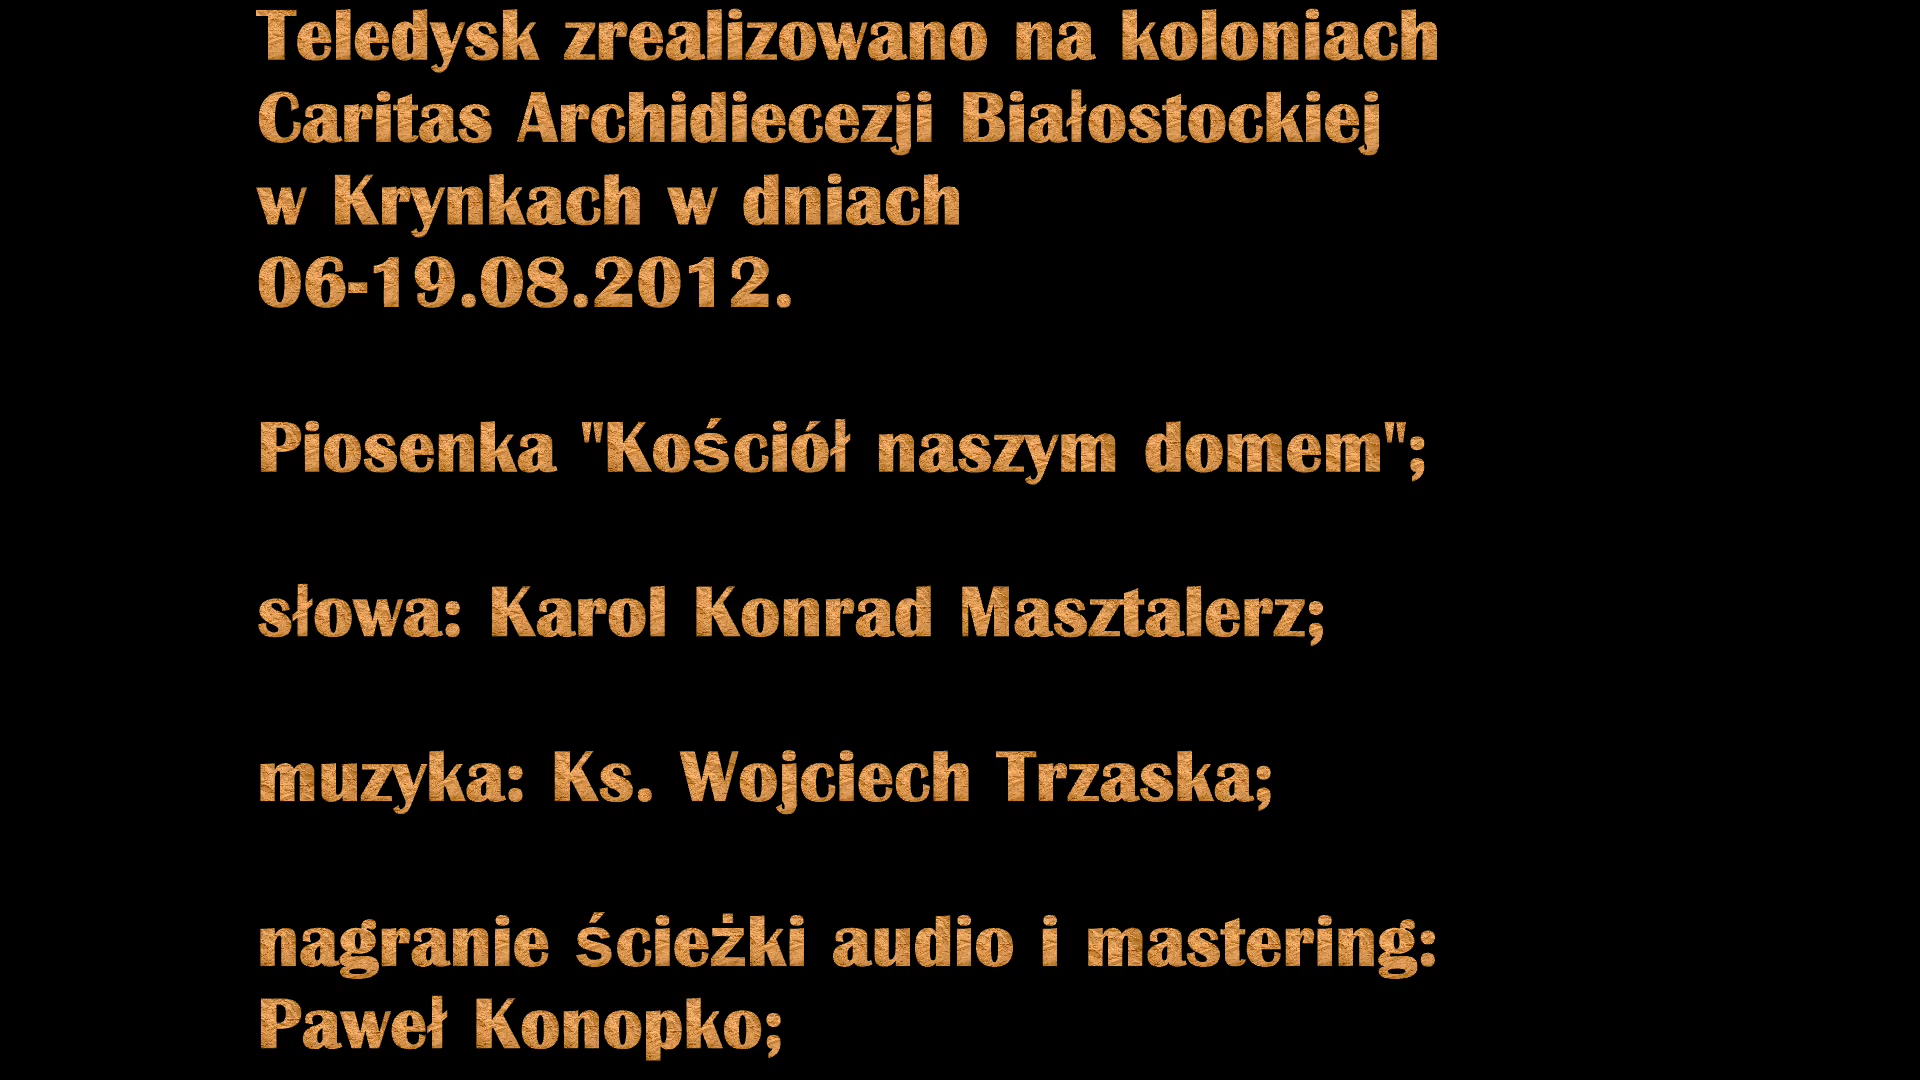 Teledysk zrealizowano na koloniach
Caritas Archidiecezji Białostockiej
w Krynkach w dniach
06-19.08.2012.
Piosenka "Kośció‍ł naszym domem";
słowa: Karol Konrad Masztalerz;
muzyka: Ks. Wojciech Trzaska;
nagranie ścieżki audio i mastering:
Paweł Konopko;